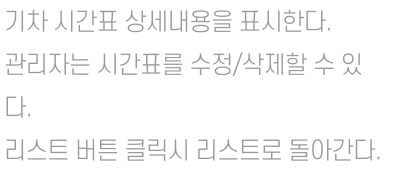 기차 시간표 상세내용을 표시한다.
관리자는 시간표를 수정/삭제할 수 있
다.
리스트 버튼 클릭시 리스트로 돌아간다.